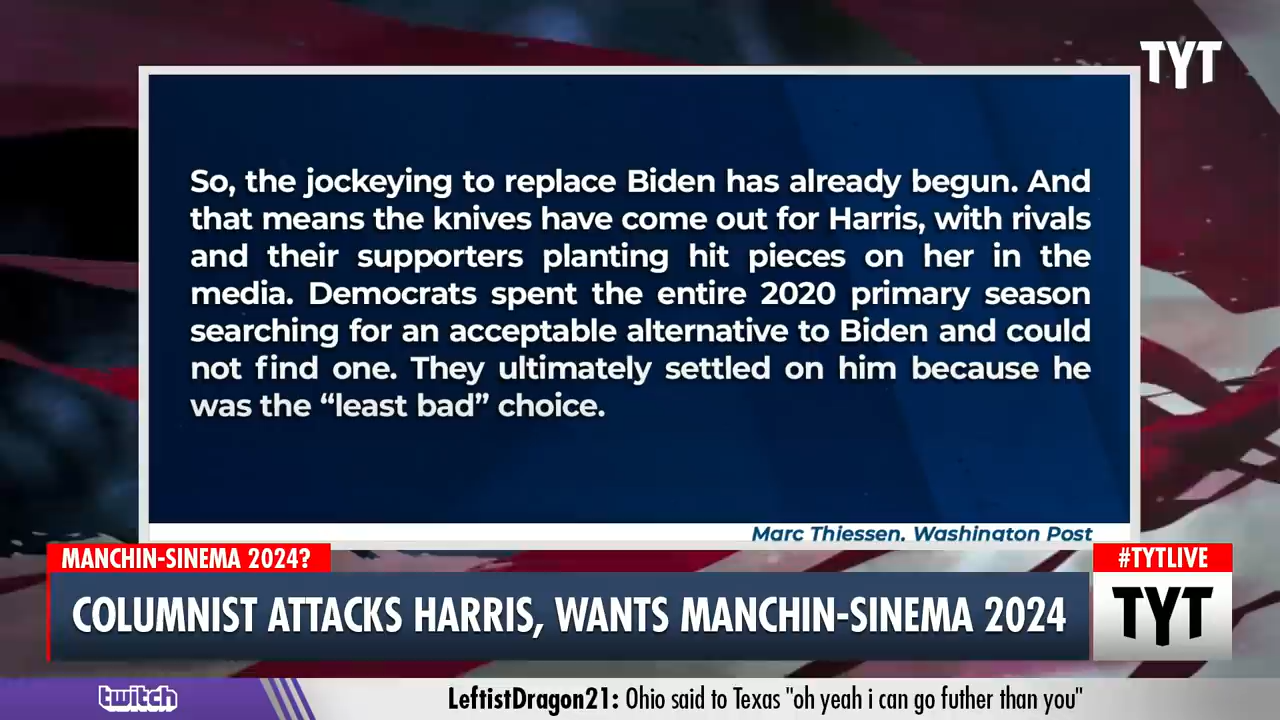 TYT
So, the jockeying to replace Biden has already begun. And
that means the knives have come out for Harris, with rivals
and their supporters planting hit pieces on her in the
media. Democrats spent the entire 2020 primary season
searching for an acceptable alternative to Biden and could
not find one. They ultimately settled on him because he
was the “least bad” choice.
Marc Thiessen, Washington Post
MANCHIN-SINEMA 2024?
#TYTLIVE
COLUMNIST ATTACKS HARRIS, WANTS MANCHIN-SINEMA 2024
TYT
twitch
LeftistDragon21: Ohio said to Texas "oh yeah i can go futher than you"